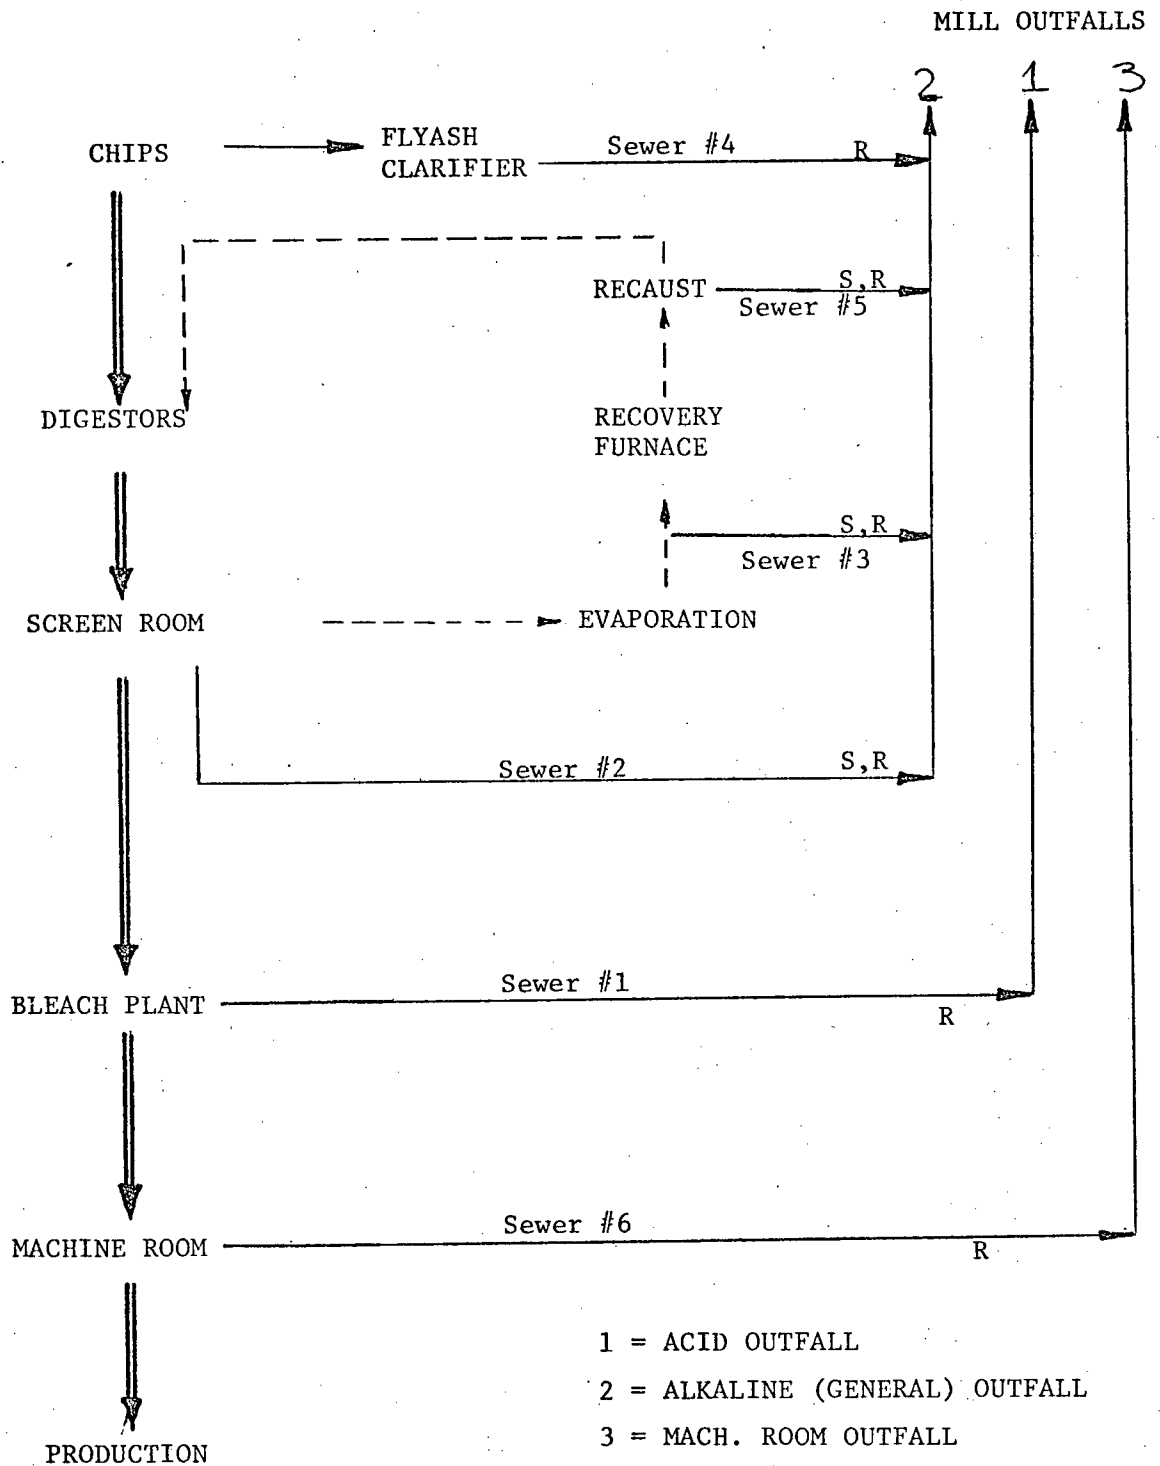 MILL OUTFALLS
2 1 3
CHIPS
FLYASH
CLARIFIER
Sewer #4
R
RECAUST
S,R
Sewer #5
DIGESTORS
RECOVERY
FURNACE
S,R
Sewer #3
SCREEN ROOM
EVAPORATION
Sewer #2
S,R
Sewer #1
BLEACH PLANT
R
Sewer #6
MACHINE ROOM
R
1 = ACID OUTFALL
2 = ALKALINE (GENERAL) OUTFALL
3 = MACH. ROOM OUTFALL
PRODUCTION